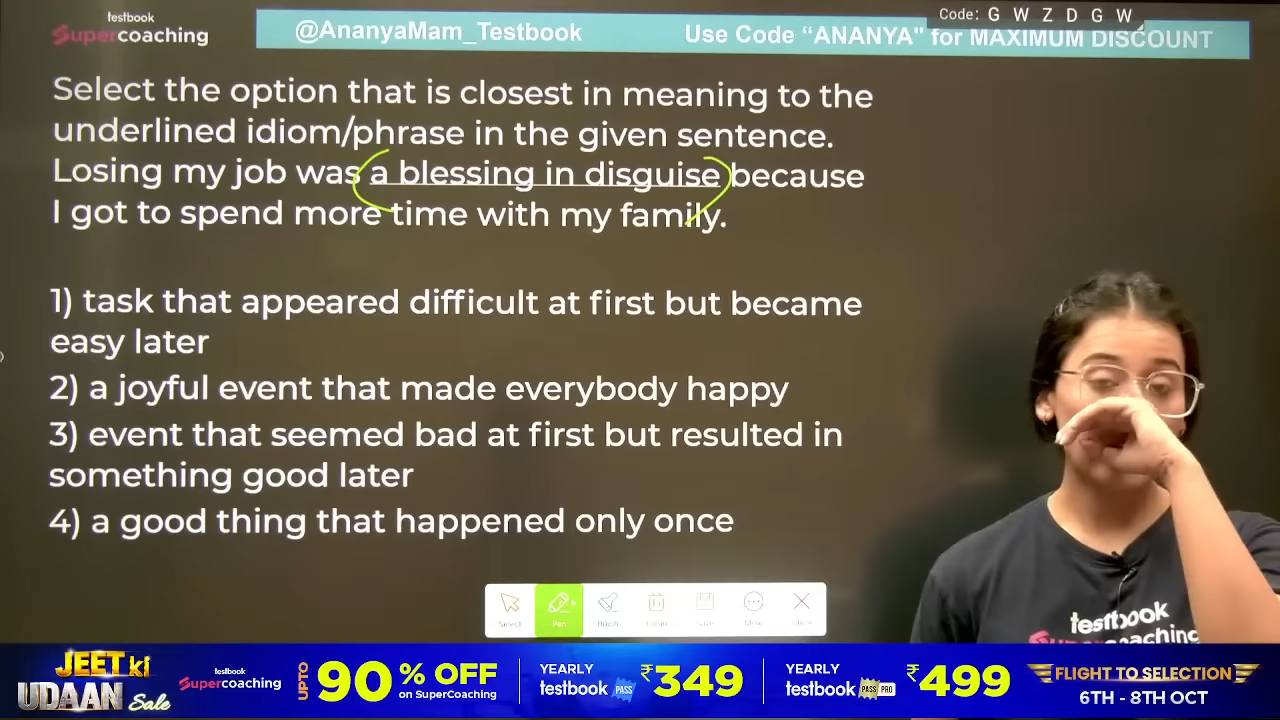 testbook
Supercoaching
@AnanyaMam_Testbook
Use Code “ANANYA" for MAXIMUM DISCOUNT
Code: G W Z D G W
Select the option that is closest in meaning to the
underlined idiom/phrase in the given sentence.
Losing my job was a blessing in disguise because
I got to spend more time with my family.
1) task that appeared difficult at first but became
easy later
2) a joyful event that made everybody happy
3) event that seemed bad at first but resulted in
something good later
4) a good thing that happened only once
Select Pen
testbook
JEET ki
UDAAN Sale
testbook
Supercoaching
UPTO 90 % OFF
on SuperCoaching
YEARLY
testbook PASS ₹349
YEARLY
testbook PASS PRO ₹499
FLIGHT TO SELECTION
6TH - 8TH OCT